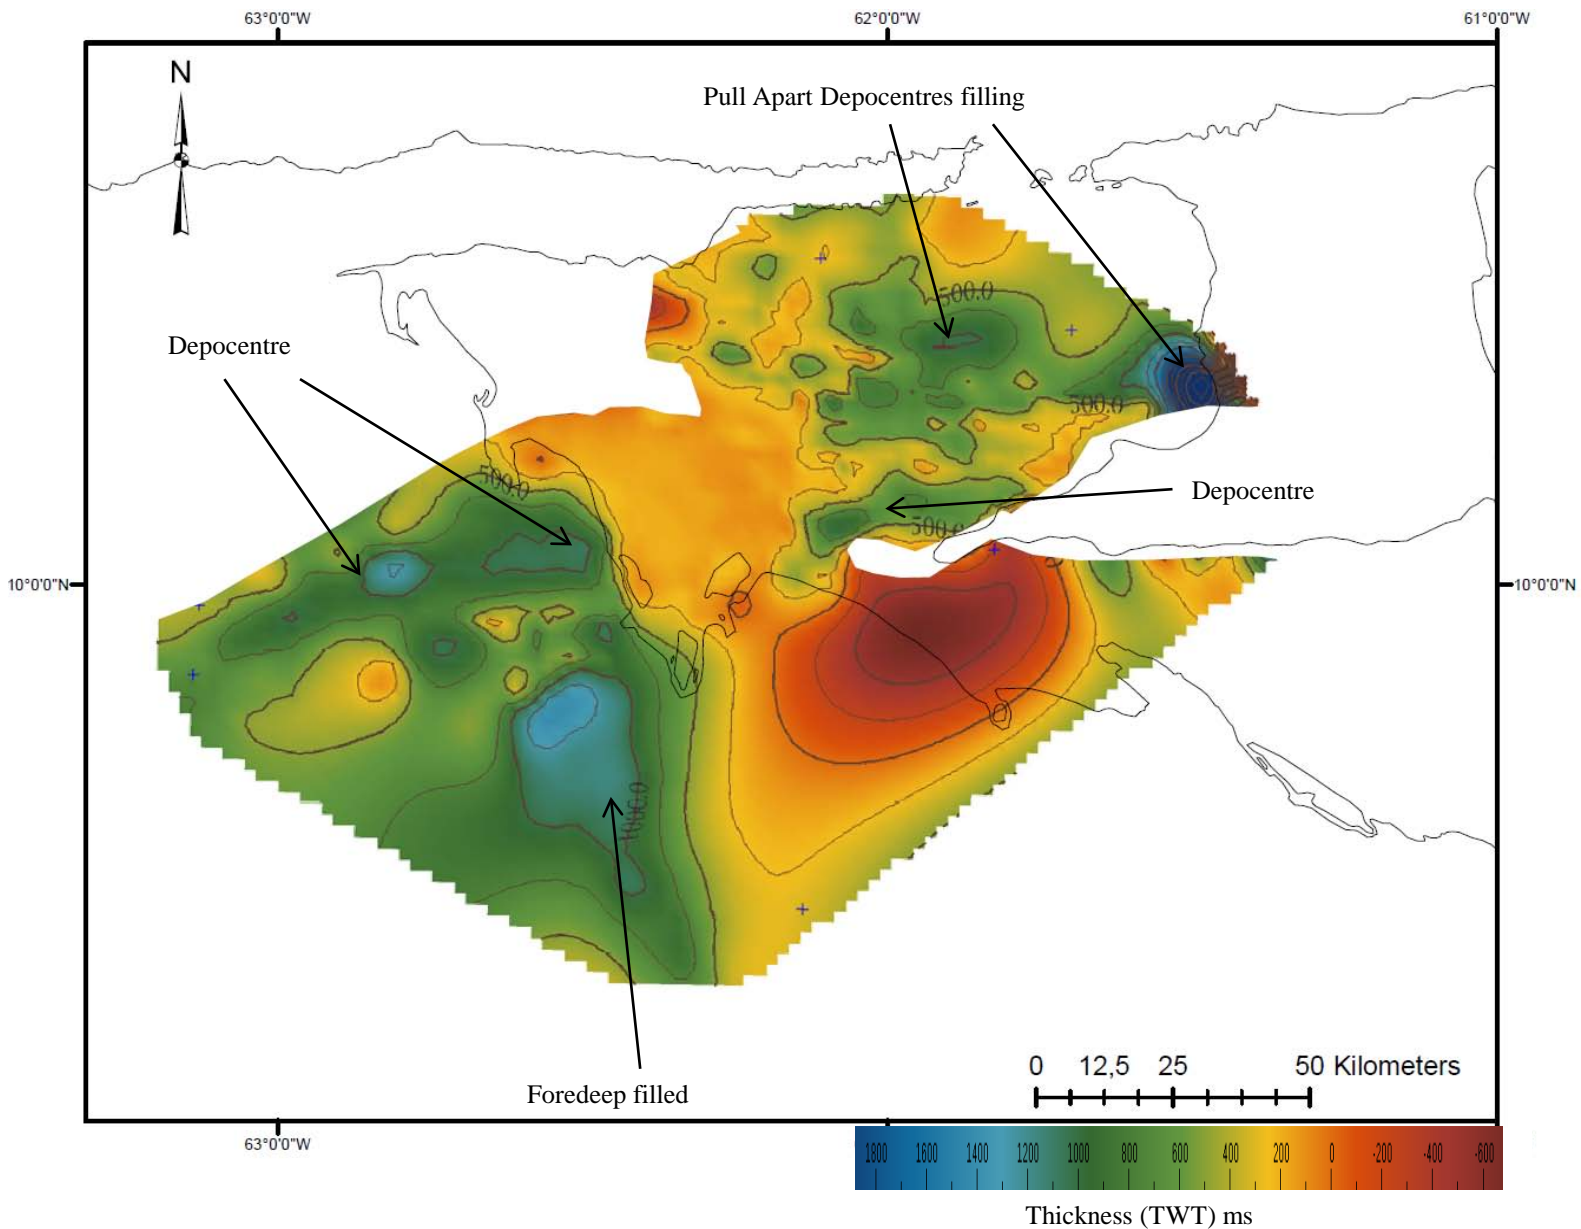 63°0'0"W 62°0'0"W 61°0'0"W
N
Pull Apart Depocentres filling
500.0
Depocentre
500.0
500.0
Depocentre
500.0
10°0'0"N 10°0'0"N
1000.0
Foredeep filled
0 12,5 25 50 Kilometers
63°0'0"W
1800 1600 1400 1200 1000 800 600 400 200 0 -200 -400 -600
Thickness (TWT) ms